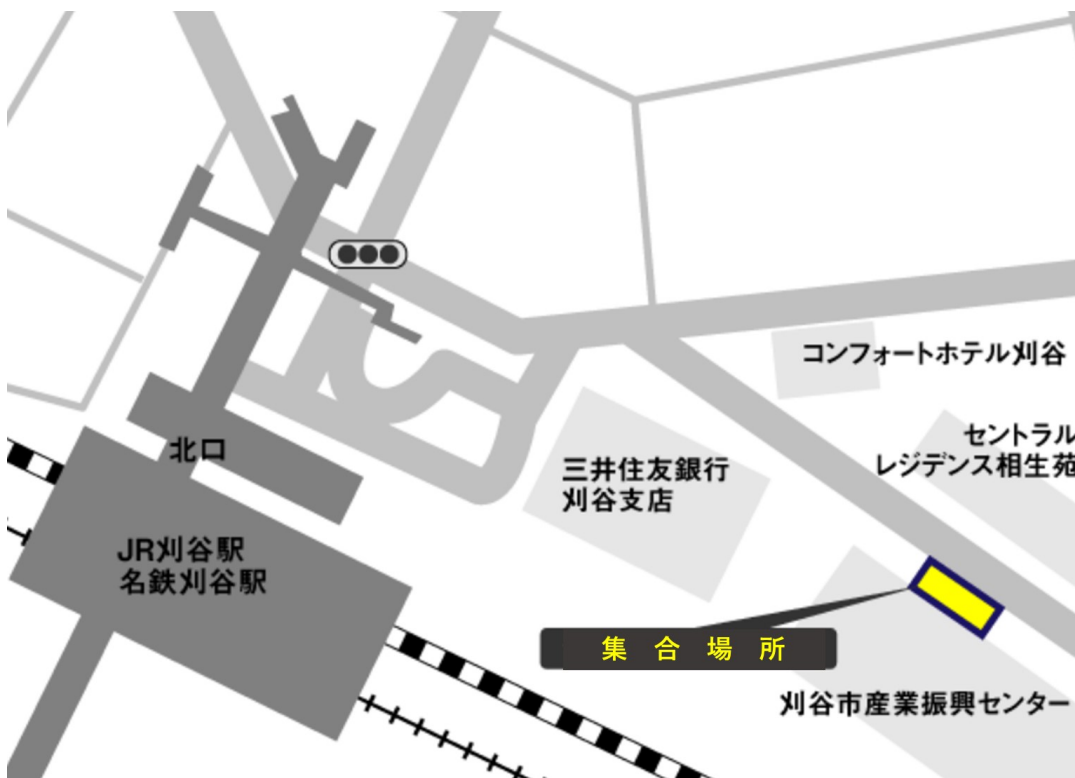 コンフォートホテル刈谷
セントラル
レジデンス相生苑
三井住友銀行
刈谷支店
北口
JR刈谷駅
名鉄刈谷駅
集合場所
刈谷市産業振興センター